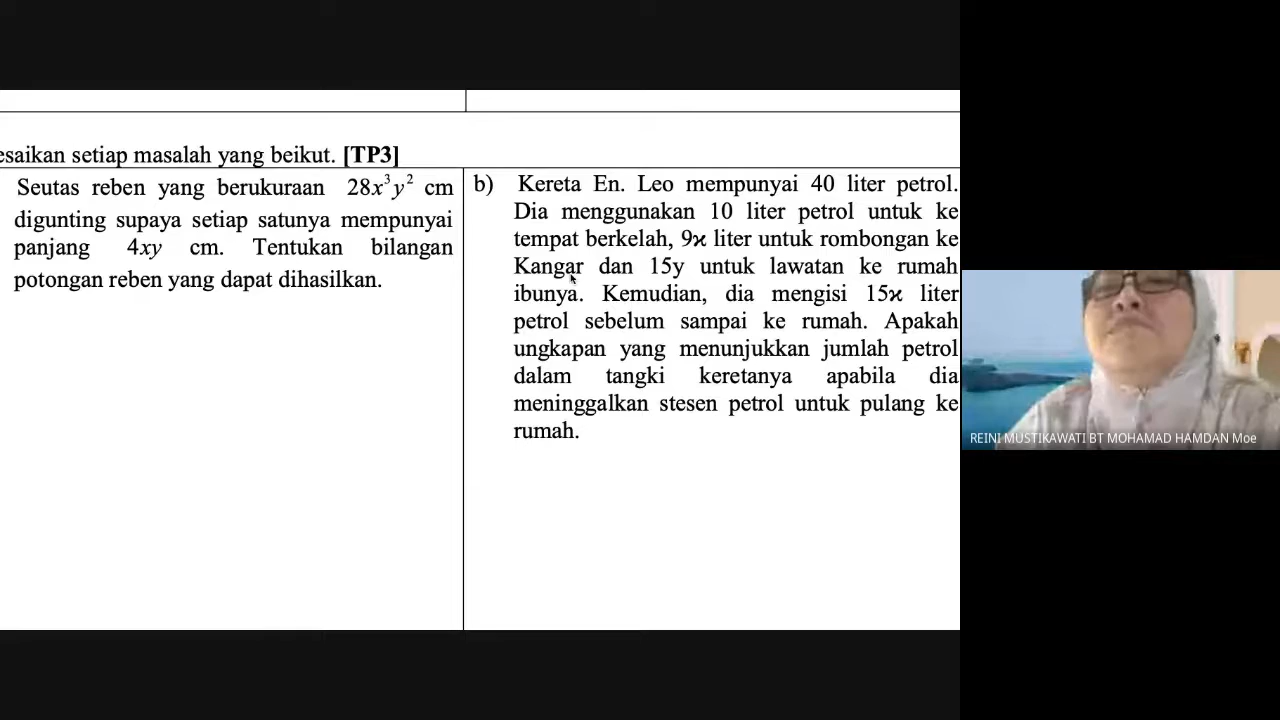 esaikan setiap masalah yang beikut. [TP3]
Seutas reben yang berukuraan 28x³y² cm
digunting supaya setiap satunya mempunyai
panjang 4xy cm. Tentukan bilangan
potongan reben yang dapat dihasilkan.
b) Kereta En. Leo mempunyai 40 liter petrol.
Dia menggunakan 10 liter petrol untuk ke
tempat berkelah, 9x liter untuk rombongan ke
Kangar dan 15y untuk lawatan ke rumah
ibunya. Kemudian, dia mengisi 15x liter
petrol sebelum sampai ke rumah. Apakah
ungkapan yang menunjukkan jumlah petrol
dalam tangki keretanya apabila dia
meninggalkan stesen petrol untuk pulang ke
rumah.
REINI MUSTIKAWATI BT MOHAMAD HAMDAN Moe